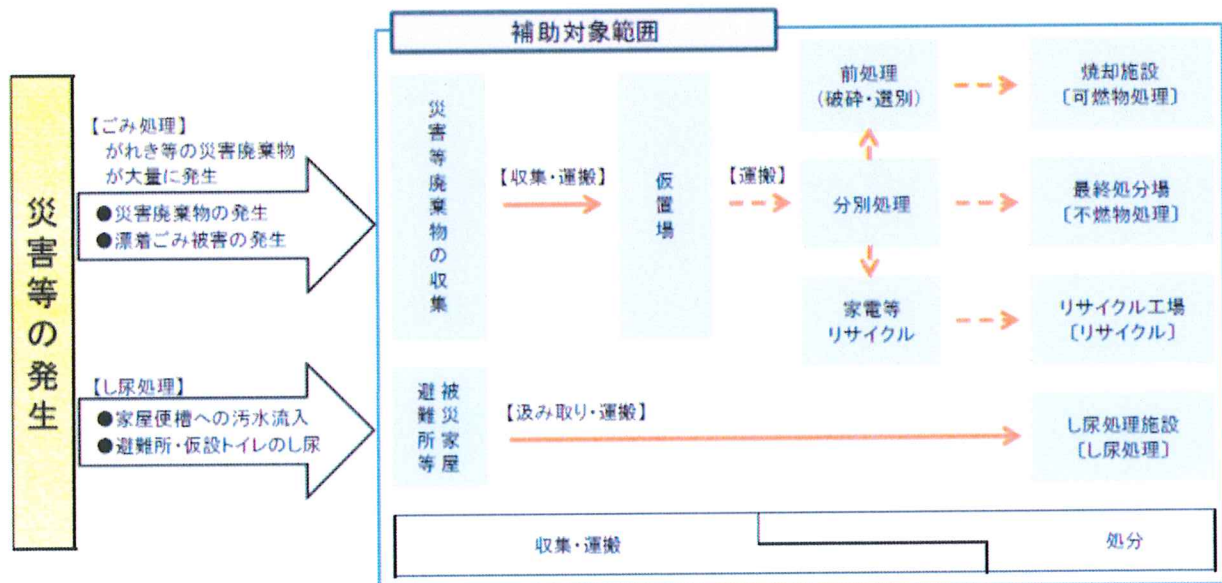 補助対象範囲
災害等の発生
【ごみ処理】
がれき等の災害廃棄物
が大量に発生
●災害廃棄物の発生
●漂着ごみ被害の発生
【し尿処理】
●家屋便槽への汚水流入
●避難所・仮設トイレのし尿
災害等廃棄物の収集
【収集・運搬】
仮置場
【運搬】
前処理
(破砕・選別)
分別処理
家電等
リサイクル
焼却施設
〔可燃物処理〕
最終処分場
〔不燃物処理〕
リサイクル工場
〔リサイクル〕
被災家屋
避難所等
【汲み取り・運搬】
し尿処理施設
〔し尿処理〕
収集・運搬
処分